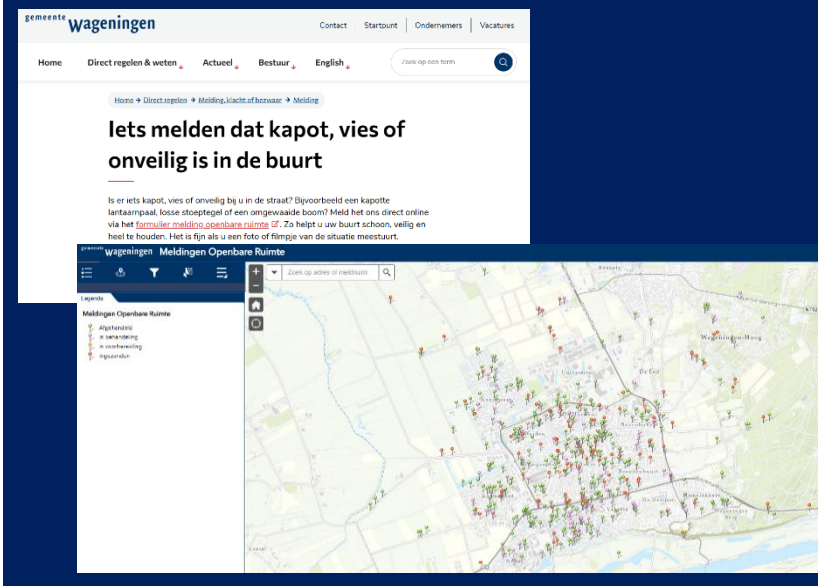 gemeente wageningen
Contact Startpunt Ondernemers Vacatures
Home Direct regelen & weten Actueel Bestuur English Zoek op een term
Home → Direct regelen → Melding, klacht of bezwaar → Melding
Iets melden dat kapot, vies of
onveilig is in de buurt
Is er iets kapot, vies of onveilig bij u in de straat? Bijvoorbeeld een kapotte
lantaarnpaal, losse stoeptegel of een omgewaaide boom? Meld het ons direct online
via het formulier melding openbare ruimte. Zo helpt u uw buurt schoon, veilig en
heel te houden. Het is fijn als u een foto of filmpje van de situatie meestuurt.
gemeente wageningen Meldingen Openbare Ruimte
Zoek op adres of meldnum
Legenda
Meldingen Openbare Ruimte
Afgehandeld
In behandeling
In voorbereiding
Ingezonden
Wageningen-Hoog